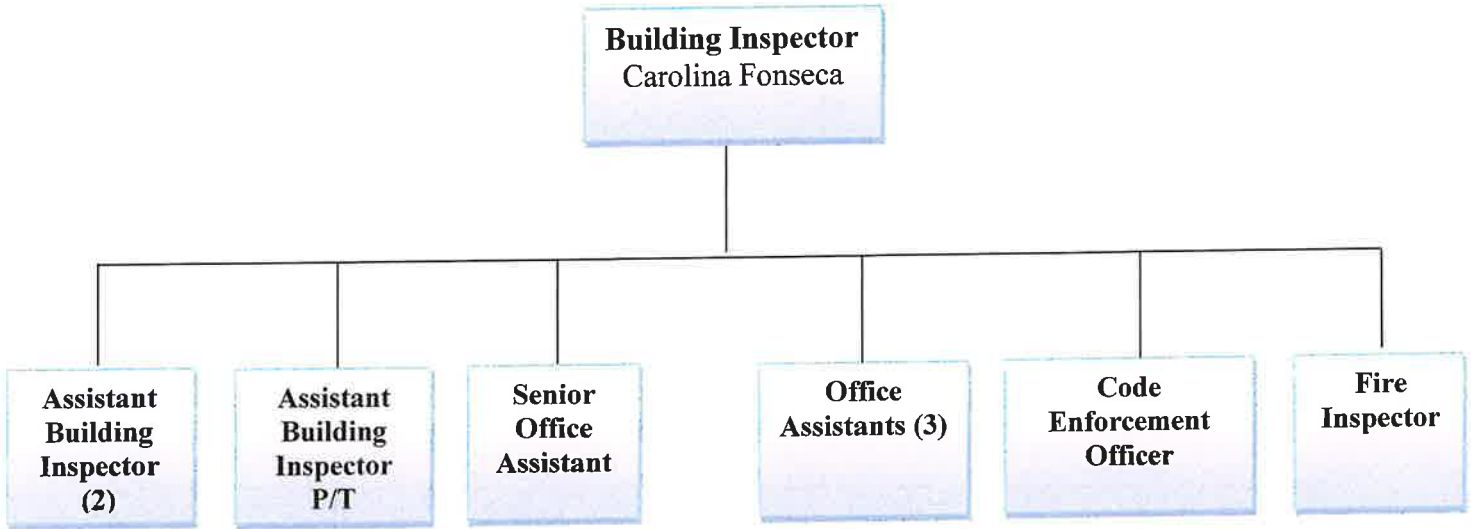 Building Inspector
Carolina Fonseca
Assistant
Building
Inspector
(2)
Assistant
Building
Inspector
P/T
Senior
Office
Assistant
Office
Assistants (3)
Code
Enforcement
Officer
Fire
Inspector